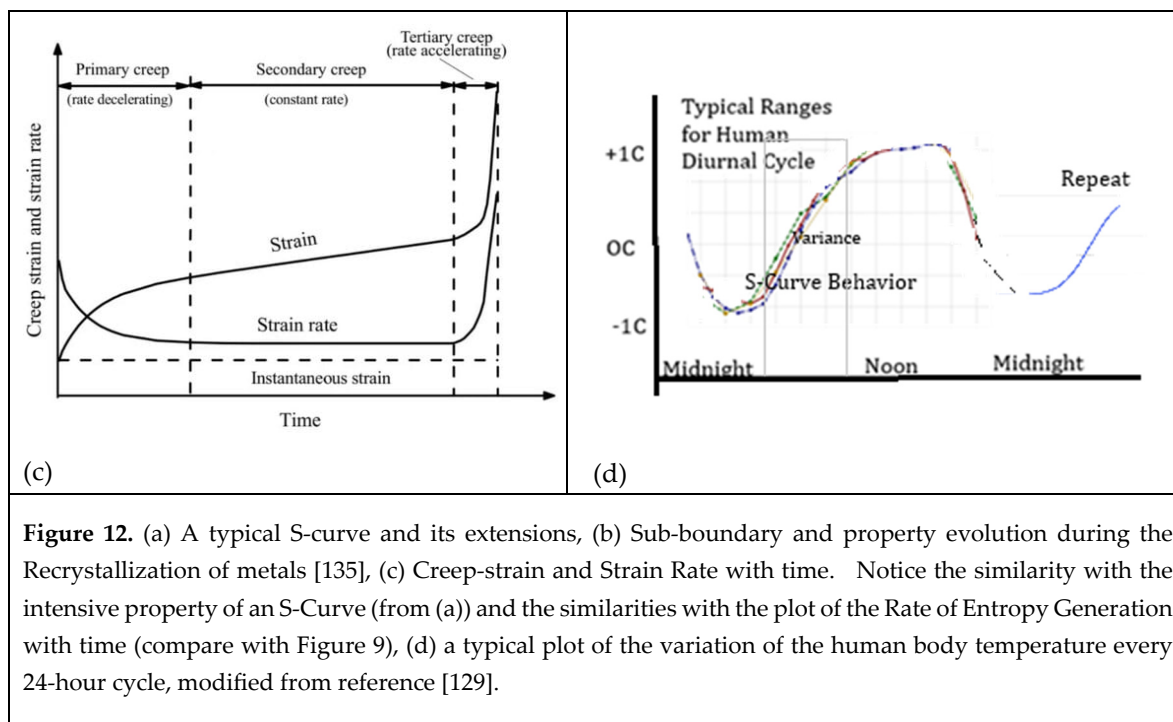 Tertiary creep
(rate accelerating)
Primary creep
Secondary creep
(rate decelerating)
(constant rate)
Creep strain and strain rate
Strain
Strain rate
Instantaneous strain
Time
(c)
Typical Ranges
for Human
Diurnal Cycle
+1C
Repeat
OC
Variance
S-Curve Behavior
-1C
Midnight
Noon
Midnight
(d)
Figure 12. (a) A typical S-curve and its extensions, (b) Sub-boundary and property evolution during the
Recrystallization of metals [135], (c) Creep-strain and Strain Rate with time. Notice the similarity with the
intensive property of an S-Curve (from (a)) and the similarities with the plot of the Rate of Entropy Generation
with time (compare with Figure 9), (d) a typical plot of the variation of the human body temperature every
24-hour cycle, modified from reference [129].